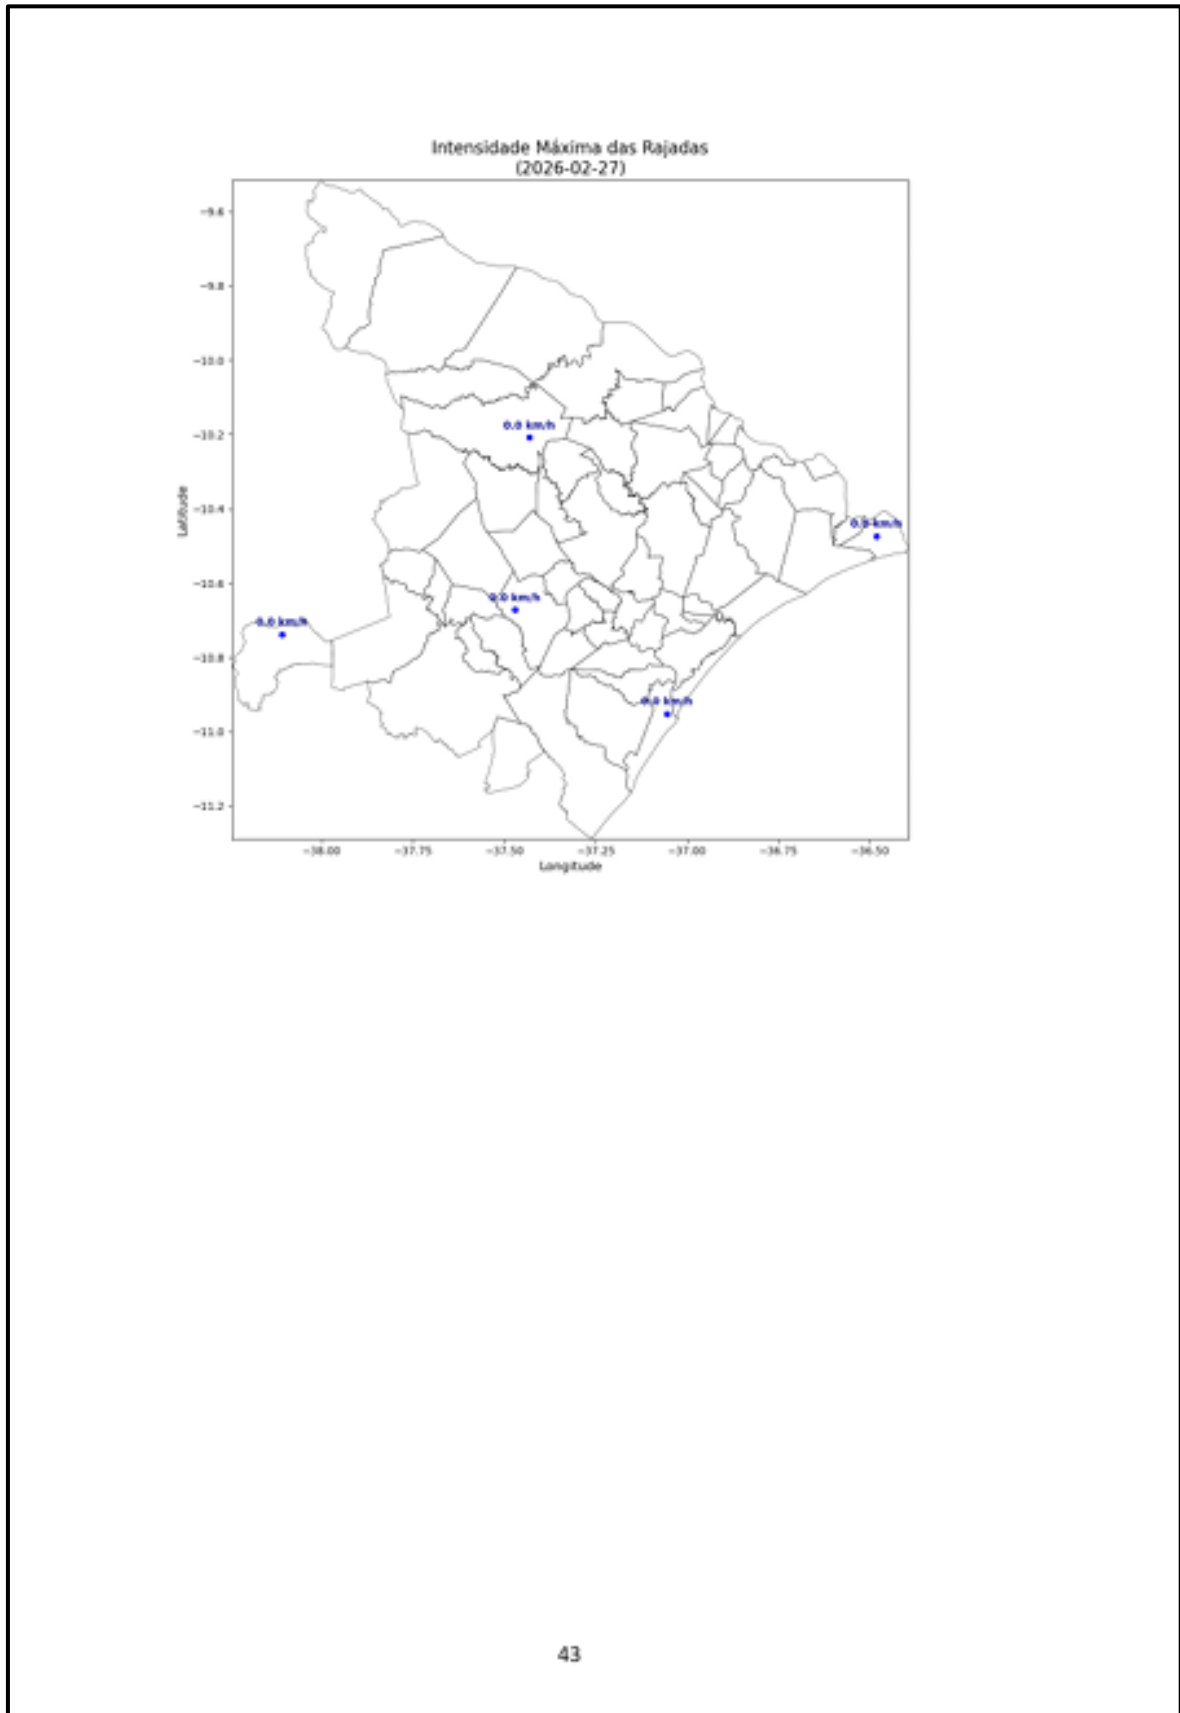 Intensidade Máxima das Rajadas
(2026-02-27)
−9.6
−9.8
−10.0
−10.2
−10.4
−10.6
−10.8
−11.0
−11.2
Latitude
0.0 km/h
0.0 km/h
0.0 km/h
0.0 km/h
0.0 km/h
−38.00 −37.75 −37.50 −37.25 −37.00 −36.75 −36.50
Longitude
43